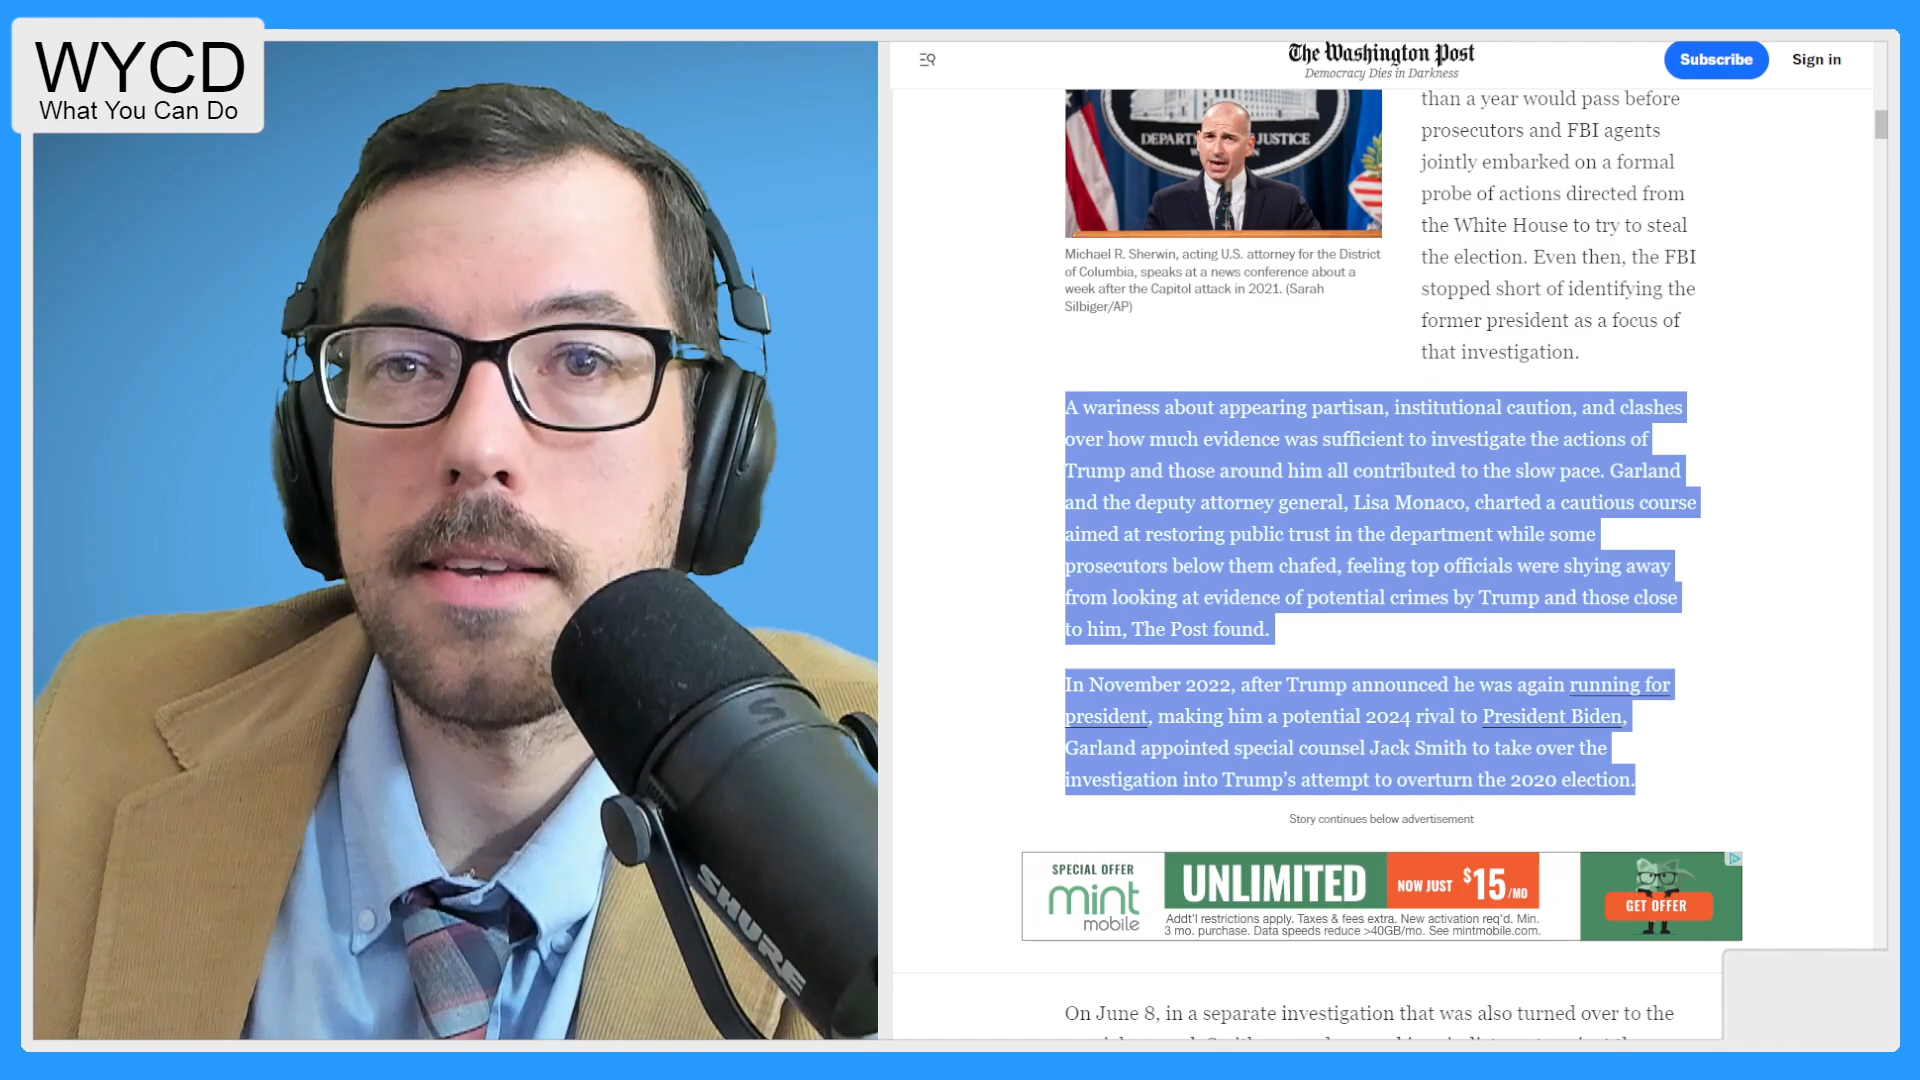 WYCD
What You Can Do
The Washington Post
Democracy Dies in Darkness
Subscribe
Sign in
DEPARTMENT JUSTICE
than a year would pass before
prosecutors and FBI agents
jointly embarked on a formal
probe of actions directed from
the White House to try to steal
the election. Even then, the FBI
stopped short of identifying the
former president as a focus of
that investigation.
Michael R. Sherwin, acting U.S. attorney for the District
of Columbia, speaks at a news conference about a
week after the Capitol attack in 2021. (Sarah
Silbiger/AP)
A wariness about appearing partisan, institutional caution, and clashes
over how much evidence was sufficient to investigate the actions of
Trump and those around him all contributed to the slow pace. Garland
and the deputy attorney general, Lisa Monaco, charted a cautious course
aimed at restoring public trust in the department while some
prosecutors below them chafed, feeling top officials were shying away
from looking at evidence of potential crimes by Trump and those close
to him, The Post found.
In November 2022, after Trump announced he was again running for
president, making him a potential 2024 rival to President Biden,
Garland appointed special counsel Jack Smith to take over the
investigation into Trump’s attempt to overturn the 2020 election.
Story continues below advertisement
SPECIAL OFFER
mint
mobile
UNLIMITED
NOW JUST $15/MO
Addt'l restrictions apply. Taxes & fees extra. New activation req'd. Min.
3 mo. purchase. Data speeds reduce >40GB/mo. See mintmobile.com.
GET OFFER
On June 8, in a separate investigation that was also turned over to the
SHURE